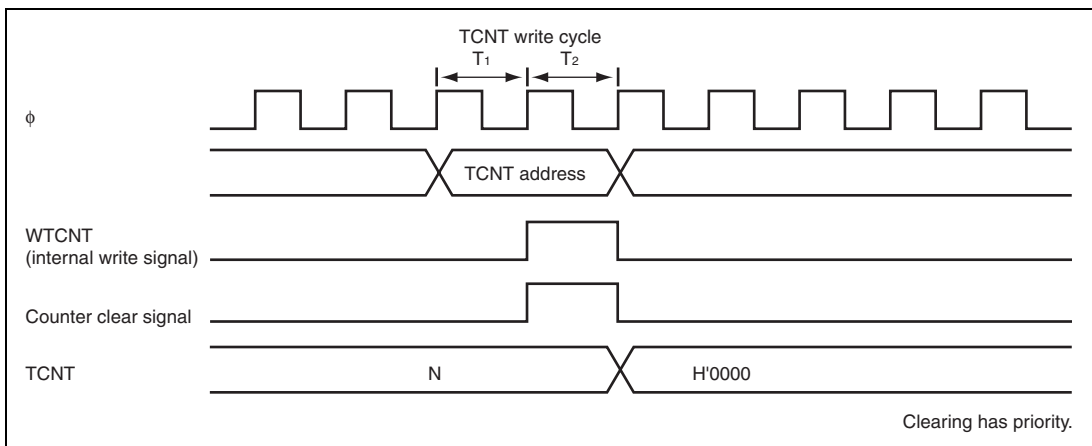 TCNT write cycle
T1 T2
ϕ
TCNT address
WTCNT
(internal write signal)
Counter clear signal
TCNT N H'0000
Clearing has priority.